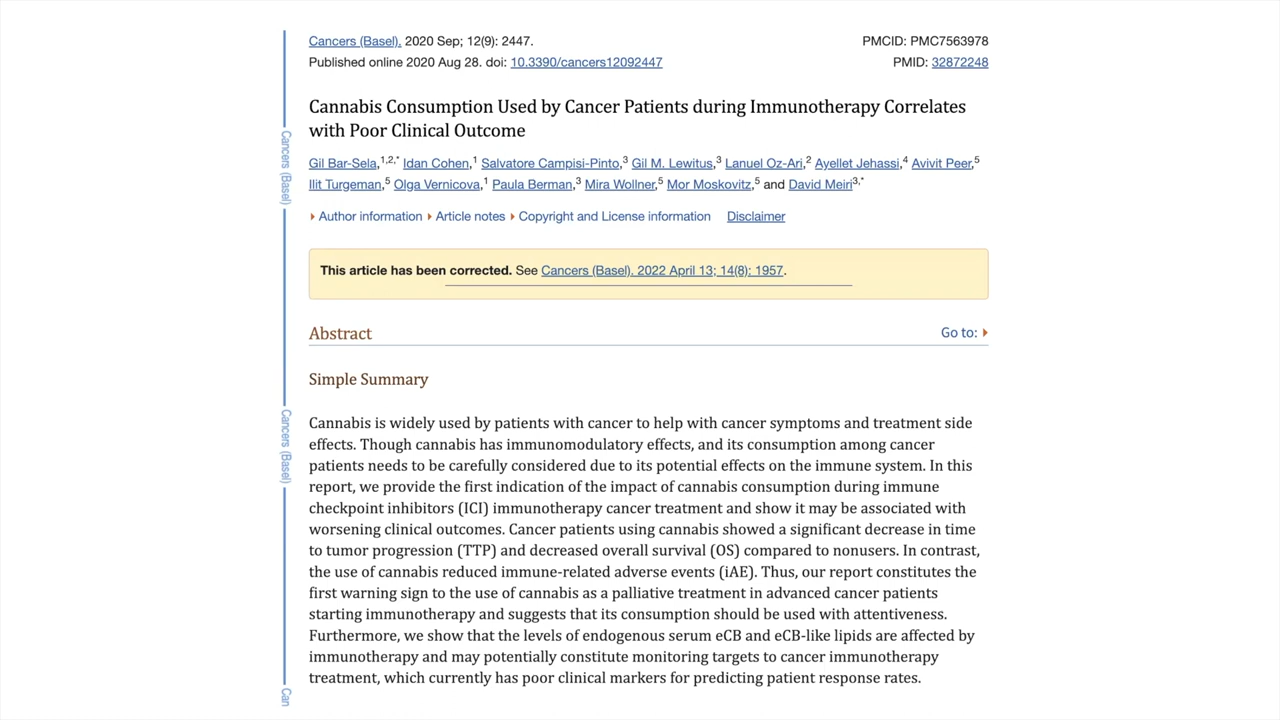 Cancers (Basel). 2020 Sep; 12(9): 2447.
PMCID: PMC7563978
Published online 2020 Aug 28. doi: 10.3390/cancers12092447
PMID: 32872248
Cannabis Consumption Used by Cancer Patients during Immunotherapy Correlates
with Poor Clinical Outcome
Gil Bar-Sela,1,2,* Idan Cohen,1 Salvatore Campisi-Pinto,3 Gil M. Lewitus,3 Lanuel Oz-Ari,2 Ayellet Jehassi,4 Avivit Peer,5
Ilit Turgeman,5 Olga Vernicova,1 Paula Berman,3 Mira Wollner,5 Mor Moskovitz,5 and David Meiri3,*
Author information Article notes Copyright and License information Disclaimer
This article has been corrected. See Cancers (Basel). 2022 April 13; 14(8): 1957.
Abstract
Go to:
Simple Summary
Cannabis is widely used by patients with cancer to help with cancer symptoms and treatment side
effects. Though cannabis has immunomodulatory effects, and its consumption among cancer
patients needs to be carefully considered due to its potential effects on the immune system. In this
report, we provide the first indication of the impact of cannabis consumption during immune
checkpoint inhibitors (ICI) immunotherapy cancer treatment and show it may be associated with
worsening clinical outcomes. Cancer patients using cannabis showed a significant decrease in time
to tumor progression (TTP) and decreased overall survival (OS) compared to nonusers. In contrast,
the use of cannabis reduced immune-related adverse events (iAE). Thus, our report constitutes the
first warning sign to the use of cannabis as a palliative treatment in advanced cancer patients
starting immunotherapy and suggests that its consumption should be used with attentiveness.
Furthermore, we show that the levels of endogenous serum eCB and eCB-like lipids are affected by
immunotherapy and may potentially constitute monitoring targets to cancer immunotherapy
treatment, which currently has poor clinical markers for predicting patient response rates.
Cancers (Basel)
Cancers (Basel)
Can